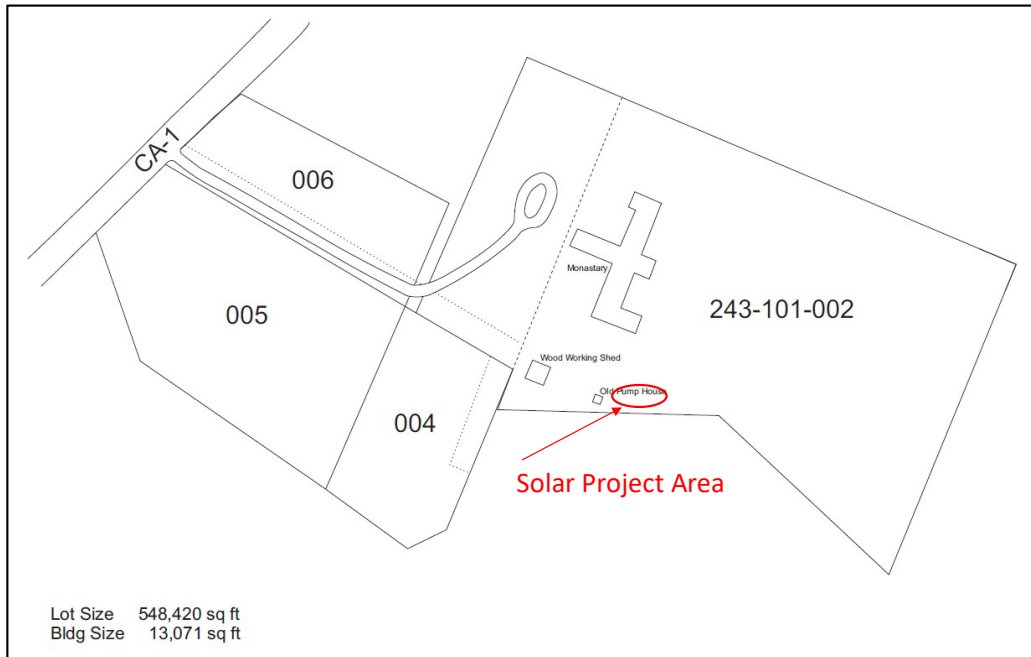 CA-1
006
Monastary
243-101-002
005
Wood Working Shed
Old Pump House
004
Solar Project Area
Lot Size 548,420 sq ft
Bldg Size 13,071 sq ft